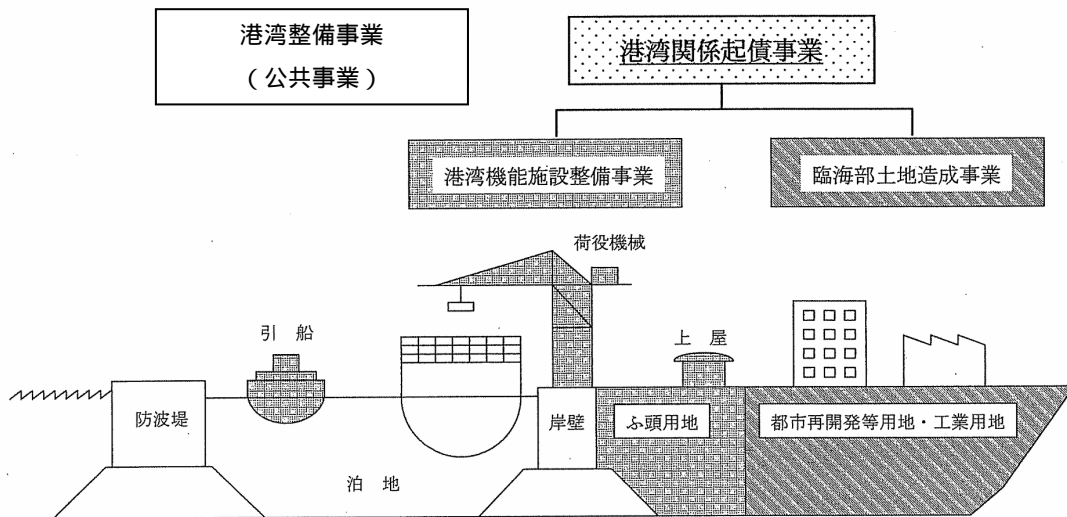 港湾整備事業
（公共事業）
港湾関係起債事業
港湾機能施設整備事業
臨海部土地造成事業
荷役機械
引 船
上 屋
防波堤
岸壁
ふ頭用地
都市再開発等用地・工業用地
泊 地